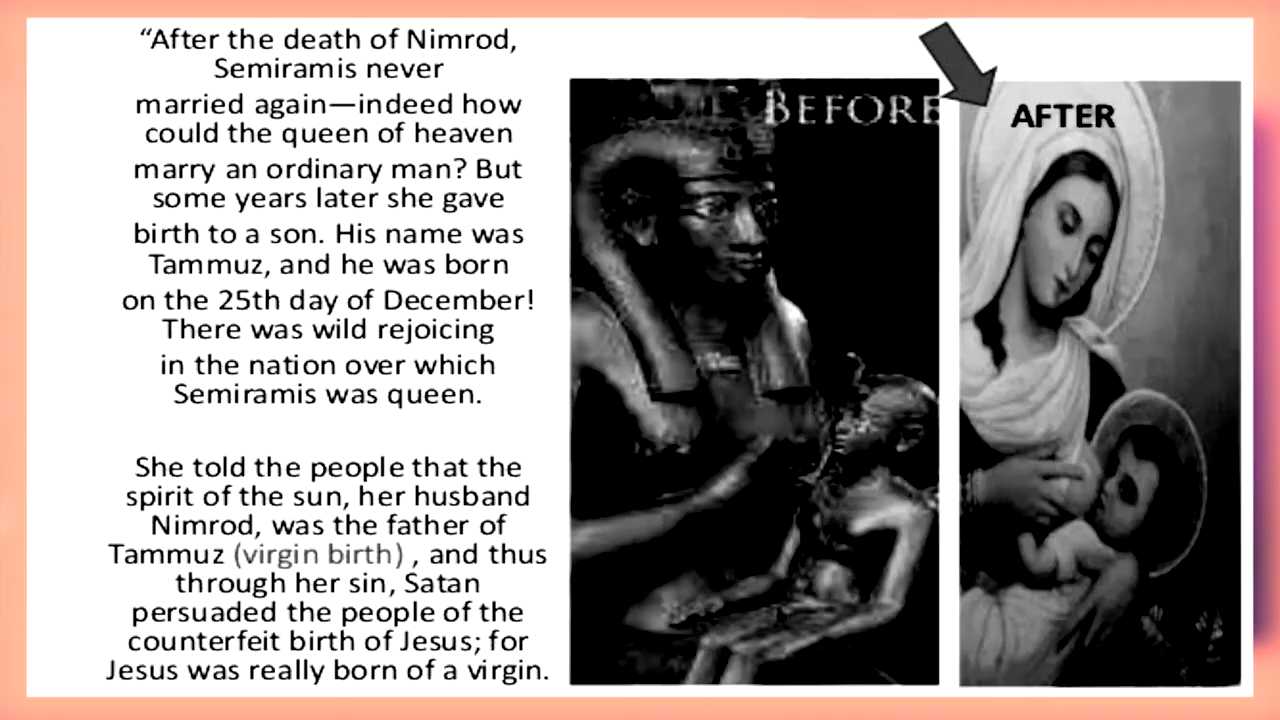 “After the death of Nimrod,
Semiramis never
married again—indeed how
could the queen of heaven
marry an ordinary man? But
some years later she gave
birth to a son. His name was
Tammuz, and he was born
on the 25th day of December!
There was wild rejoicing
in the nation over which
Semiramis was queen.
She told the people that the
spirit of the sun, her husband
Nimrod, was the father of
Tammuz (virgin birth) , and thus
through her sin, Satan
persuaded the people of the
counterfeit birth of Jesus; for
Jesus was really born of a virgin.
BEFORE
AFTER